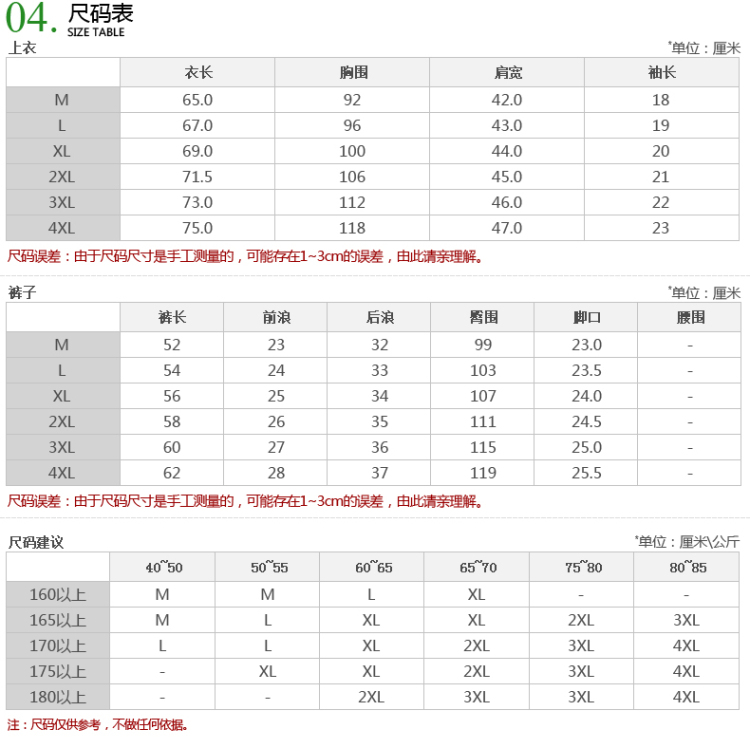 04. 尺码表
SIZE TABLE
上衣 *单位：厘米
衣长 胸围 肩宽 袖长
M 65.0 92 42.0 18
L 67.0 96 43.0 19
XL 69.0 100 44.0 20
2XL 71.5 106 45.0 21
3XL 73.0 112 46.0 22
4XL 75.0 118 47.0 23
尺码误差：由于尺码尺寸是手工测量的，可能存在1~3cm的误差，由此请亲理解。
裤子 *单位：厘米
裤长 前浪 后浪 臀围 脚口 腰围
M 52 23 32 99 23.0 -
L 54 24 33 103 23.5 -
XL 56 25 34 107 24.0 -
2XL 58 26 35 111 24.5 -
3XL 60 27 36 115 25.0 -
4XL 62 28 37 119 25.5 -
尺码误差：由于尺码尺寸是手工测量的，可能存在1~3cm的误差，由此请亲理解。
尺码建议 *单位：厘米\公斤
40~50 50~55 60~65 65~70 75~80 80~85
160以上 M M L XL - -
165以上 M L XL XL 2XL 3XL
170以上 L L XL 2XL 3XL 4XL
175以上 - XL XL 2XL 3XL 4XL
180以上 - - 2XL 3XL 3XL 4XL
注：尺码仅供参考，不做任何依据。